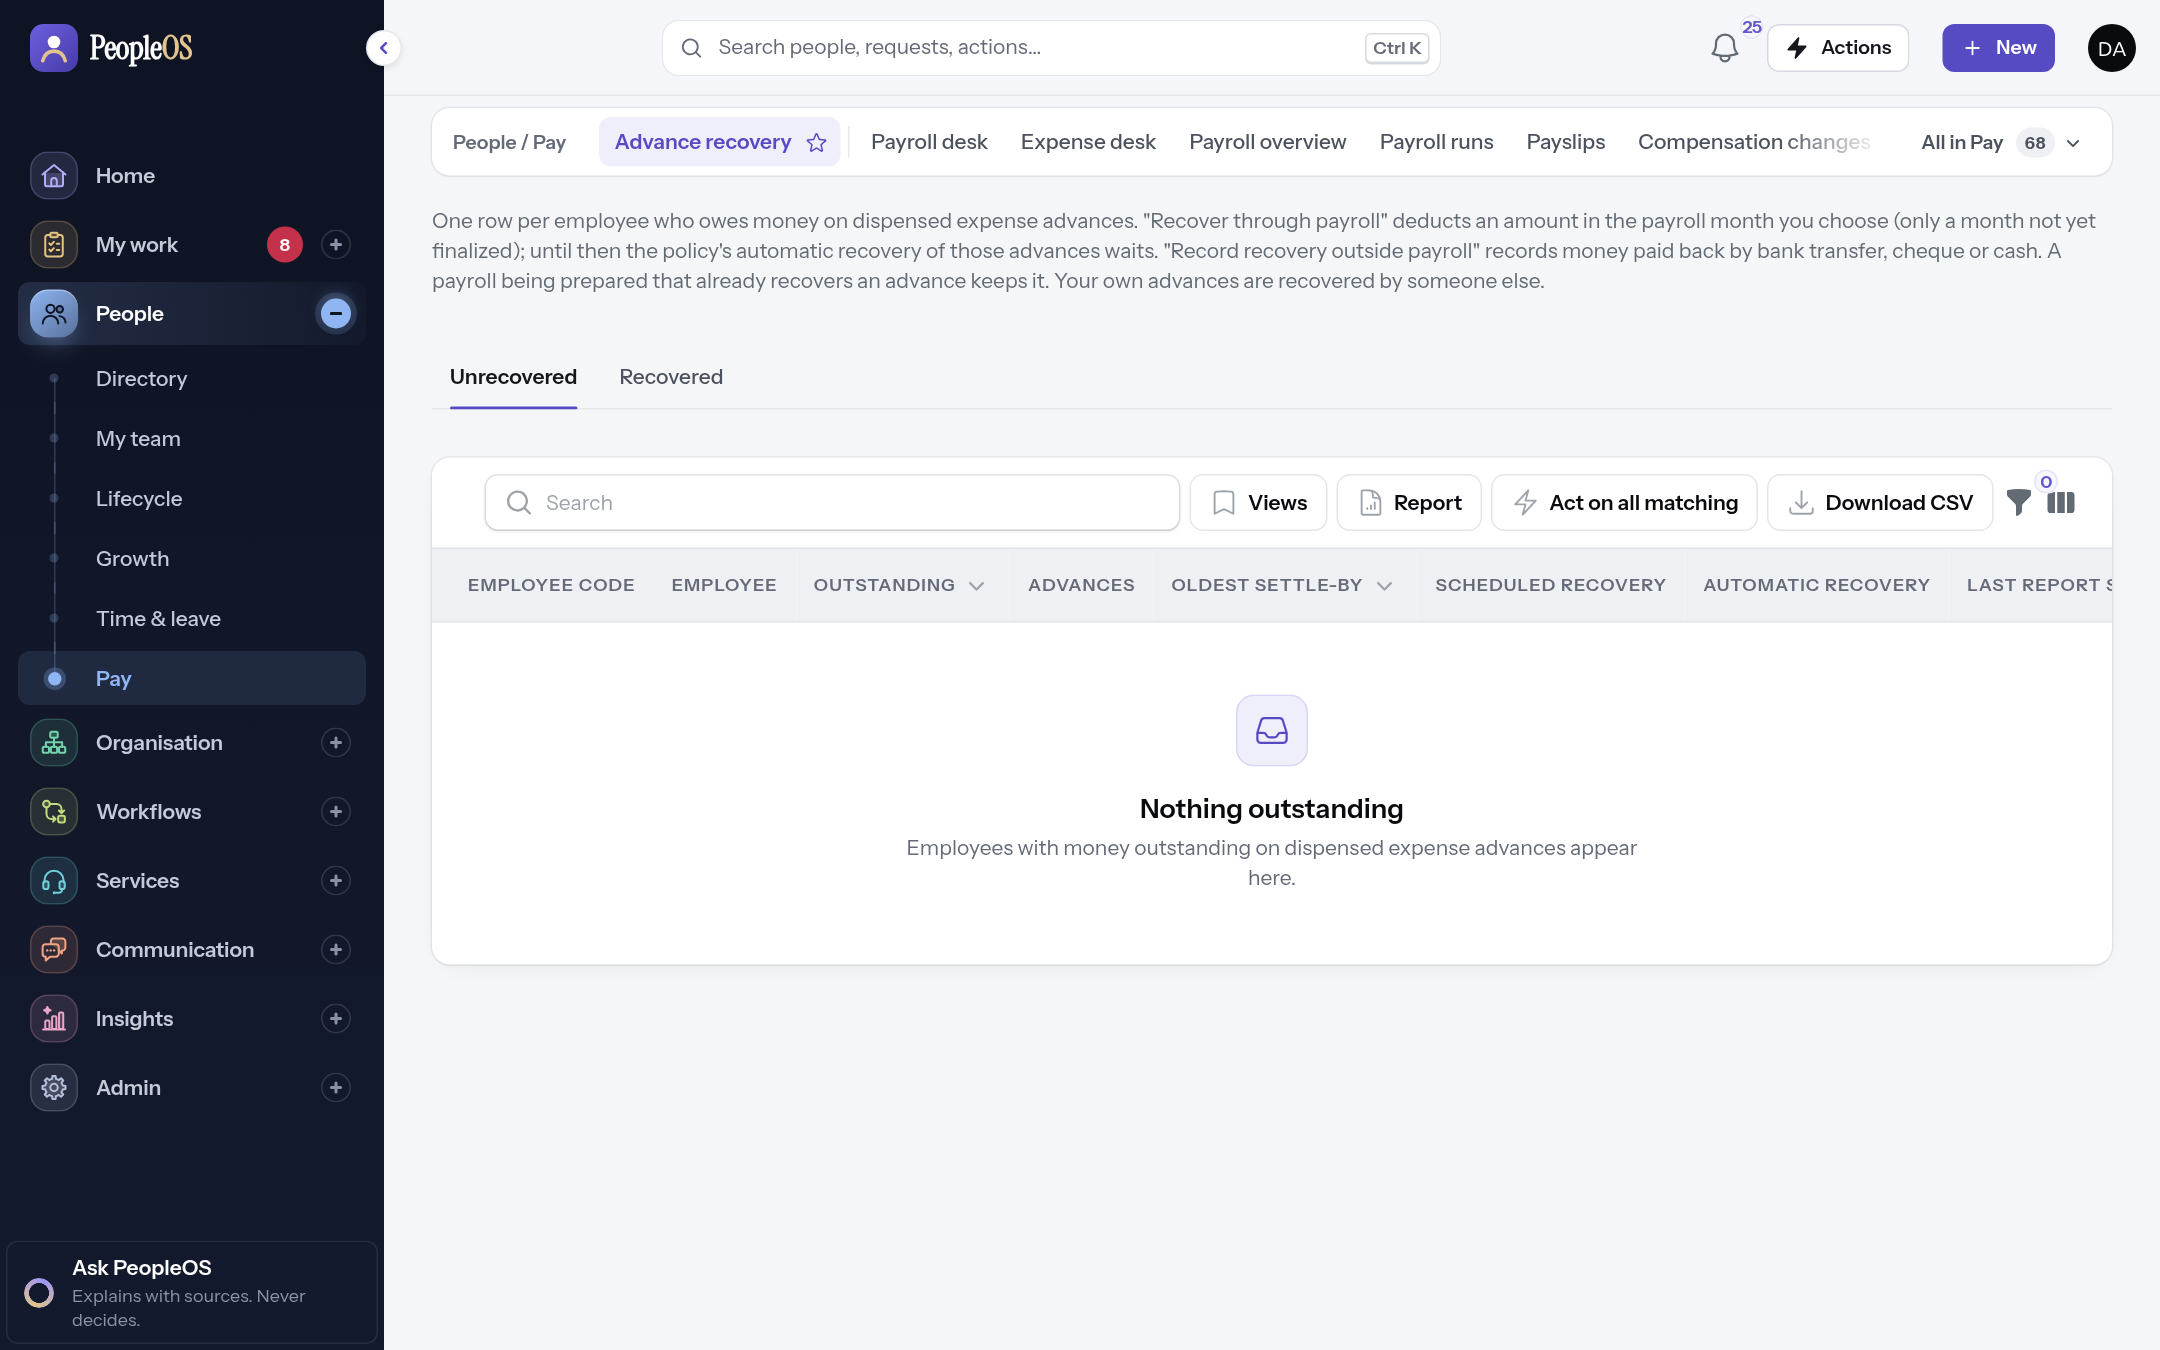 PeopleOS
Search people, requests, actions...
Ctrl K
25
Actions
New
DA
Home
My work
8
People
Directory
My team
Lifecycle
Growth
Time & leave
Pay
Organisation
Workflows
Services
Communication
Insights
Admin
Ask PeopleOS
Explains with sources. Never
decides.
People / Pay
Advance recovery
Payroll desk
Expense desk
Payroll overview
Payroll runs
Payslips
Compensation changes
All in Pay
68
One row per employee who owes money on dispensed expense advances. "Recover through payroll" deducts an amount in the payroll month you choose (only a month not yet
finalized); until then the policy's automatic recovery of those advances waits. "Record recovery outside payroll" records money paid back by bank transfer, cheque or cash. A
payroll being prepared that already recovers an advance keeps it. Your own advances are recovered by someone else.
Unrecovered
Recovered
Search
Views
Report
Act on all matching
Download CSV
0
EMPLOYEE CODE
EMPLOYEE
OUTSTANDING
ADVANCES
OLDEST SETTLE-BY
SCHEDULED RECOVERY
AUTOMATIC RECOVERY
LAST REPORT
Nothing outstanding
Employees with money outstanding on dispensed expense advances appear
here.